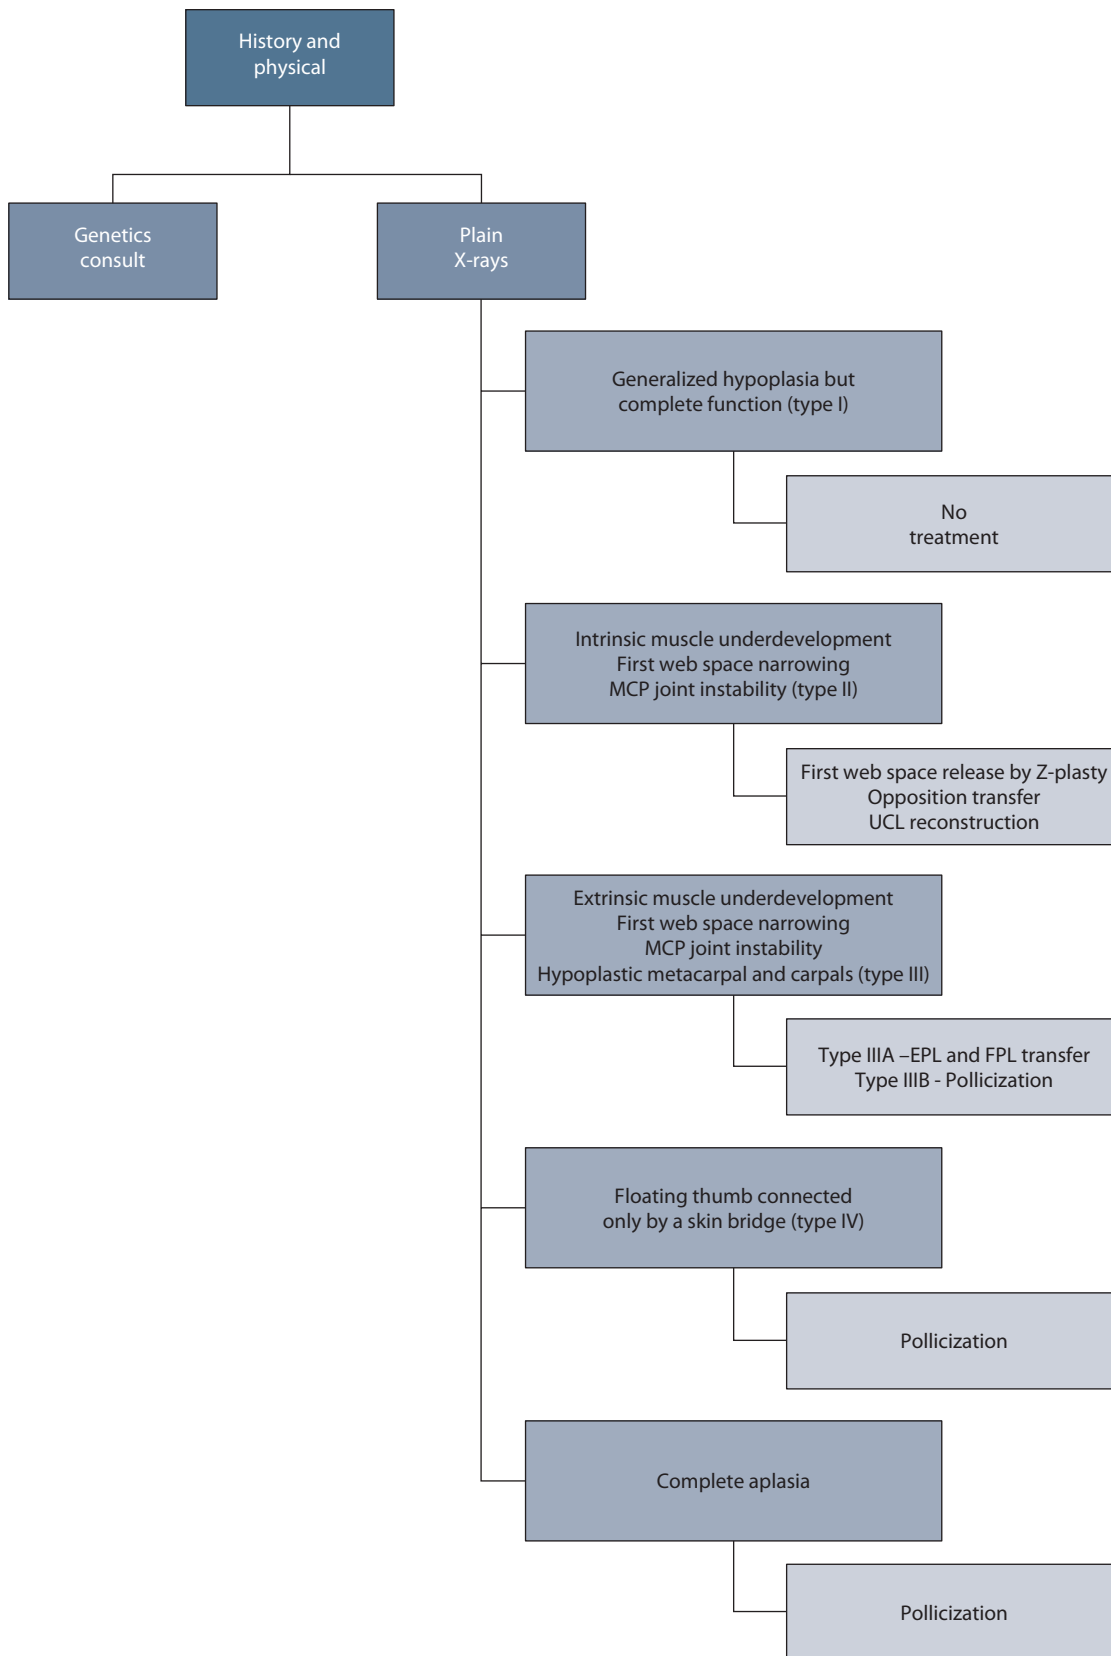 History and
physical
Genetics
consult
Plain
X-rays
Generalized hypoplasia but
complete function (type I)
No
treatment
Intrinsic muscle underdevelopment
First web space narrowing
MCP joint instability (type II)
First web space release by Z-plasty
Opposition transfer
UCL reconstruction
Extrinsic muscle underdevelopment
First web space narrowing
MCP joint instability
Hypoplastic metacarpal and carpals (type III)
Type IIIA –EPL and FPL transfer
Type IIIB - Pollicization
Floating thumb connected
only by a skin bridge (type IV)
Pollicization
Complete aplasia
Pollicization